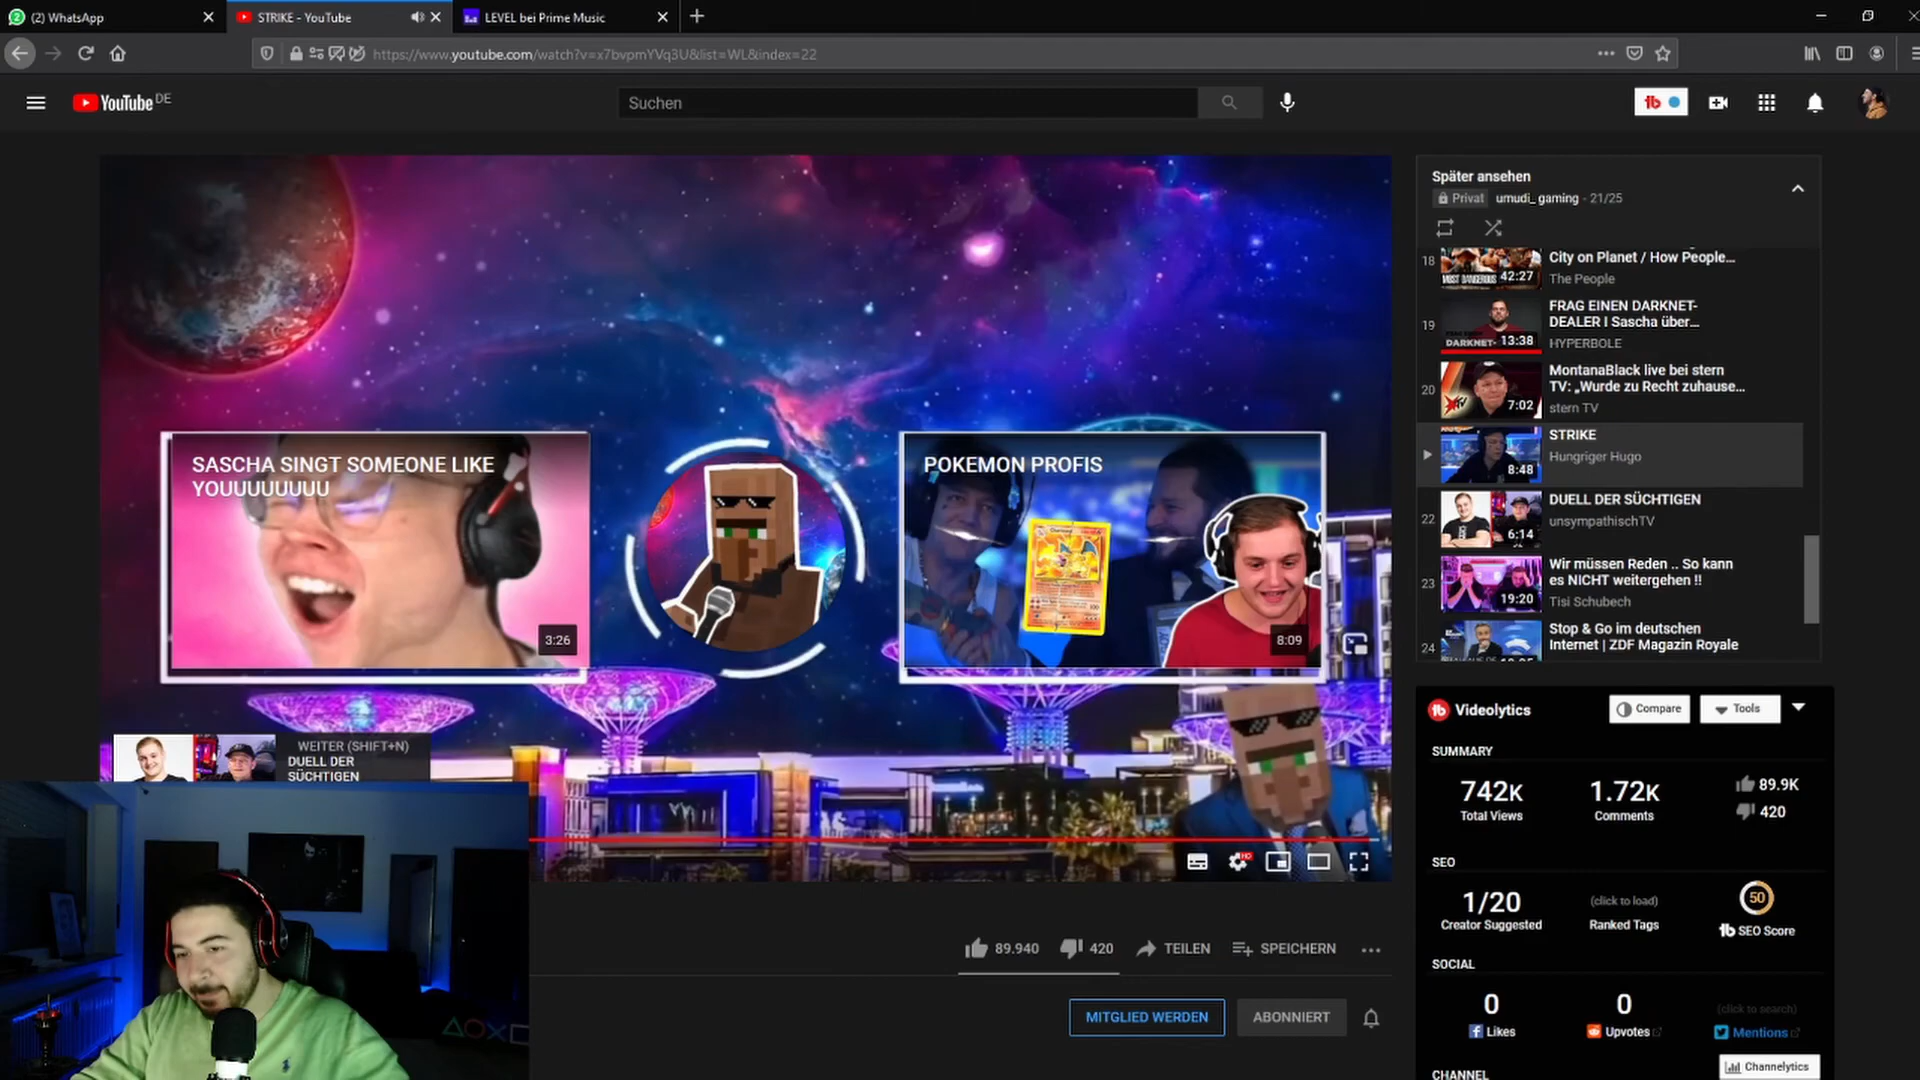 (2) WhatsApp
STRIKE - YouTube
LEVEL bei Prime Music
https://www.youtube.com/watch?v=x7bvpmYVq3U&list=WL&index=22
YouTube DE
Suchen
SASCHA SINGT SOMEONE LIKE
YOUUUUUUUU
3:26
POKEMON PROFIS
8:09
WEITER (SHIFT+N)
DUELL DER
SÜCHTIGEN
HD
89.940
420
TEILEN
SPEICHERN
MITGLIED WERDEN
ABONNIERT
Später ansehen
Privat
umudi_gaming - 21/25
18
42:27
City on Planet / How People...
The People
19
DARKNET-
13:38
FRAG EINEN DARKNET-
DEALER I Sascha über...
HYPERBOLE
20
7:02
MontanaBlack live bei stern
TV: „Wurde zu Recht zuhause...
stern TV
8:48
STRIKE
Hungriger Hugo
22
6:14
DUELL DER SÜCHTIGEN
unsympathischTV
23
19:20
Wir müssen Reden .. So kann
es NICHT weitergehen !!
Tisi Schubech
24
Stop & Go im deutschen
Internet | ZDF Magazin Royale
Videolytics
Compare
Tools
SUMMARY
742K
Total Views
1.72K
Comments
89.9K
420
SEO
1/20
Creator Suggested
(click to load)
Ranked Tags
50
SEO Score
SOCIAL
0
Likes
0
Upvotes
(click to search)
Mentions
CHANNEL
Channelytics